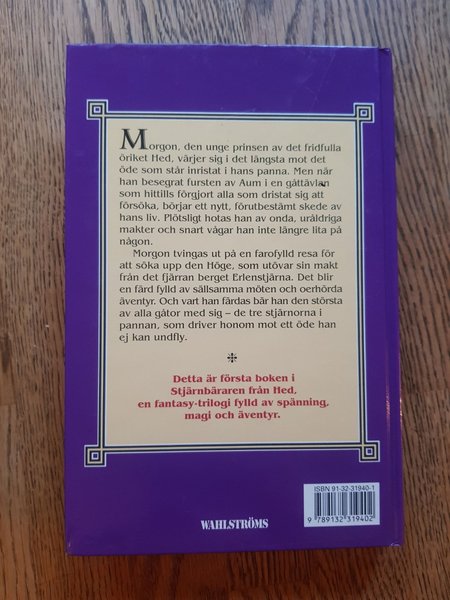 Morgon, den unge prinsen av det fridfulla
öriket Hed, värjer sig i det längsta mot det
öde som står inristat i hans panna. Men när
han besegrat fursten av Aum i en gåttävlan
som hittills förgjort alla som dristat sig att
försöka, börjar ett nytt, förutbestämt skede av
hans liv. Plötsligt hotas han av onda, uråldriga
makter och snart vågar han inte längre lita på
någon.
Morgon tvingas ut på en farofylld resa för
att söka upp den Höge, som utövar sin makt
från det fjärran berget Erlenstjärna. Det blir
en färd fylld av sällsamma möten och oerhörda
äventyr. Och vart han färdas bär han den största
av alla gåtor med sig – de tre stjärnorna i
pannan, som driver honom mot ett öde han
ej kan undfly.
Detta är första boken i
Stjärnbäraren från Hed,
en fantasy-trilogi fylld av spänning,
magi och äventyr.
ISBN 91-32-31940-1
9 789132 319402
WAHLSTRÖMS